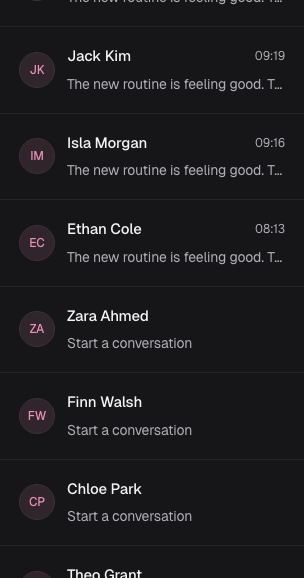 JK
Jack Kim
09:19
The new routine is feeling good. T...
IM
Isla Morgan
09:16
The new routine is feeling good. T...
EC
Ethan Cole
08:13
The new routine is feeling good. T...
ZA
Zara Ahmed
Start a conversation
FW
Finn Walsh
Start a conversation
CP
Chloe Park
Start a conversation
Theo Grant